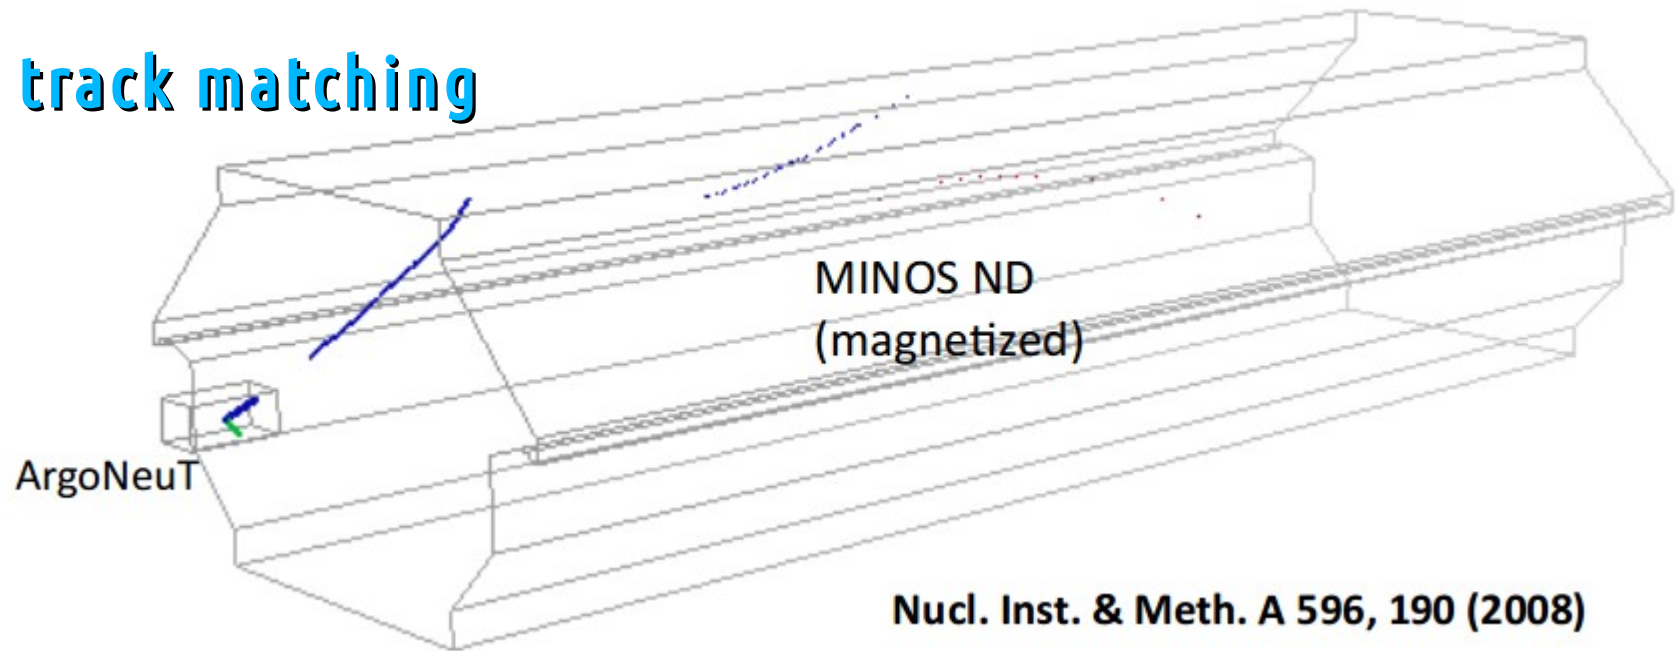 track matching
MINOS ND
(magnetized)
ArgoNeuT
Nucl. Inst. & Meth. A 596, 190 (2008)